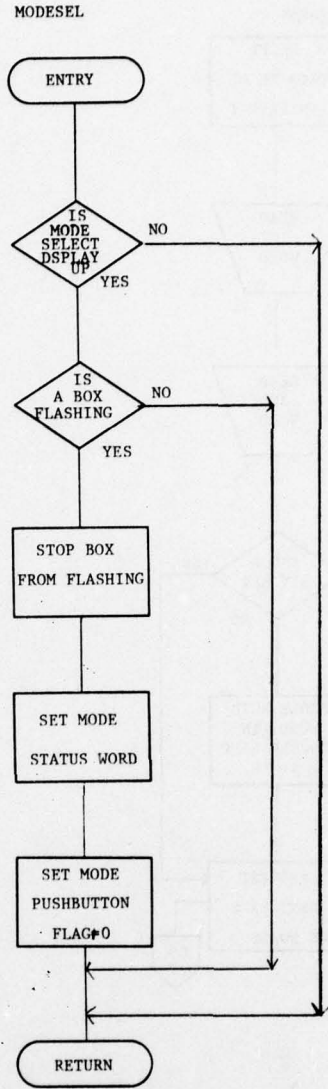 MODESEL
ENTRY
IS
MODE
SELECT
DSPLAY
UP
NO
YES
IS
A BOX
FLASHING
NO
YES
STOP BOX
FROM FLASHING
SET MODE
STATUS WORD
SET MODE
PUSHBUTTON
FLAG≠0
RETURN